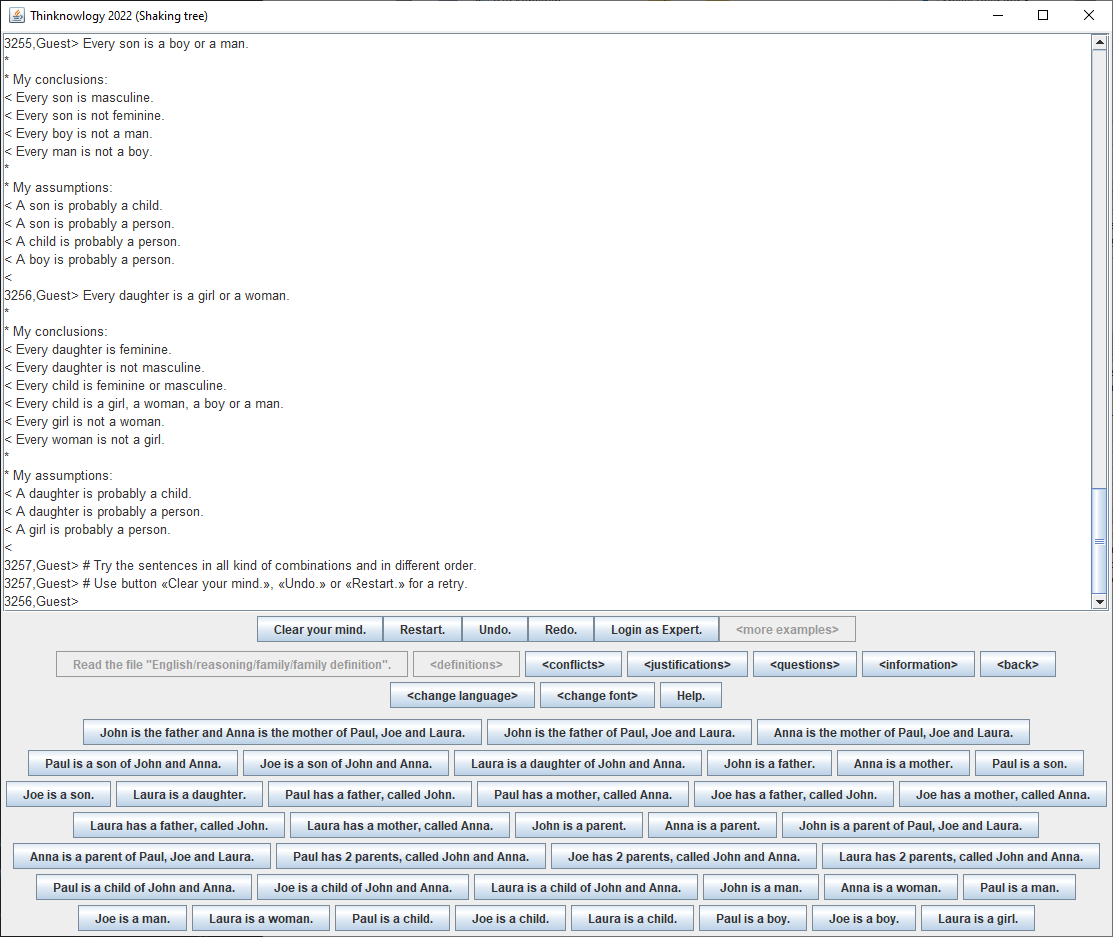 Thinknowlogy 2022 (Shaking tree)
3255,Guest> Every son is a boy or a man.
*
* My conclusions:
< Every son is masculine.
< Every son is not feminine.
< Every boy is not a man.
< Every man is not a boy.
*
* My assumptions:
< A son is probably a child.
< A son is probably a person.
< A child is probably a person.
< A boy is probably a person.
<
3256,Guest> Every daughter is a girl or a woman.
*
* My conclusions:
< Every daughter is feminine.
< Every daughter is not masculine.
< Every child is feminine or masculine.
< Every child is a girl, a woman, a boy or a man.
< Every girl is not a woman.
< Every woman is not a girl.
*
* My assumptions:
< A daughter is probably a child.
< A daughter is probably a person.
< A girl is probably a person.
<
3257,Guest> # Try the sentences in all kind of combinations and in different order.
3257,Guest> # Use button «Clear your mind.», «Undo.» or «Restart.» for a retry.
3256,Guest>
Clear your mind. Restart. Undo. Redo. Login as Expert. <more examples>
Read the file "English/reasoning/family/family definition". <definitions> <conflicts> <justifications> <questions> <information> <back>
<change language> <change font> Help.
John is the father and Anna is the mother of Paul, Joe and Laura. John is the father of Paul, Joe and Laura. Anna is the mother of Paul, Joe and Laura.
Paul is a son of John and Anna. Joe is a son of John and Anna. Laura is a daughter of John and Anna. John is a father. Anna is a mother. Paul is a son.
Joe is a son. Laura is a daughter. Paul has a father, called John. Paul has a mother, called Anna. Joe has a father, called John. Joe has a mother, called Anna.
Laura has a father, called John. Laura has a mother, called Anna. John is a parent. Anna is a parent. John is a parent of Paul, Joe and Laura.
Anna is a parent of Paul, Joe and Laura. Paul has 2 parents, called John and Anna. Joe has 2 parents, called John and Anna. Laura has 2 parents, called John and Anna.
Paul is a child of John and Anna. Joe is a child of John and Anna. Laura is a child of John and Anna. John is a man. Anna is a woman. Paul is a man.
Joe is a man. Laura is a woman. Paul is a child. Joe is a child. Laura is a child. Paul is a boy. Joe is a boy. Laura is a girl.